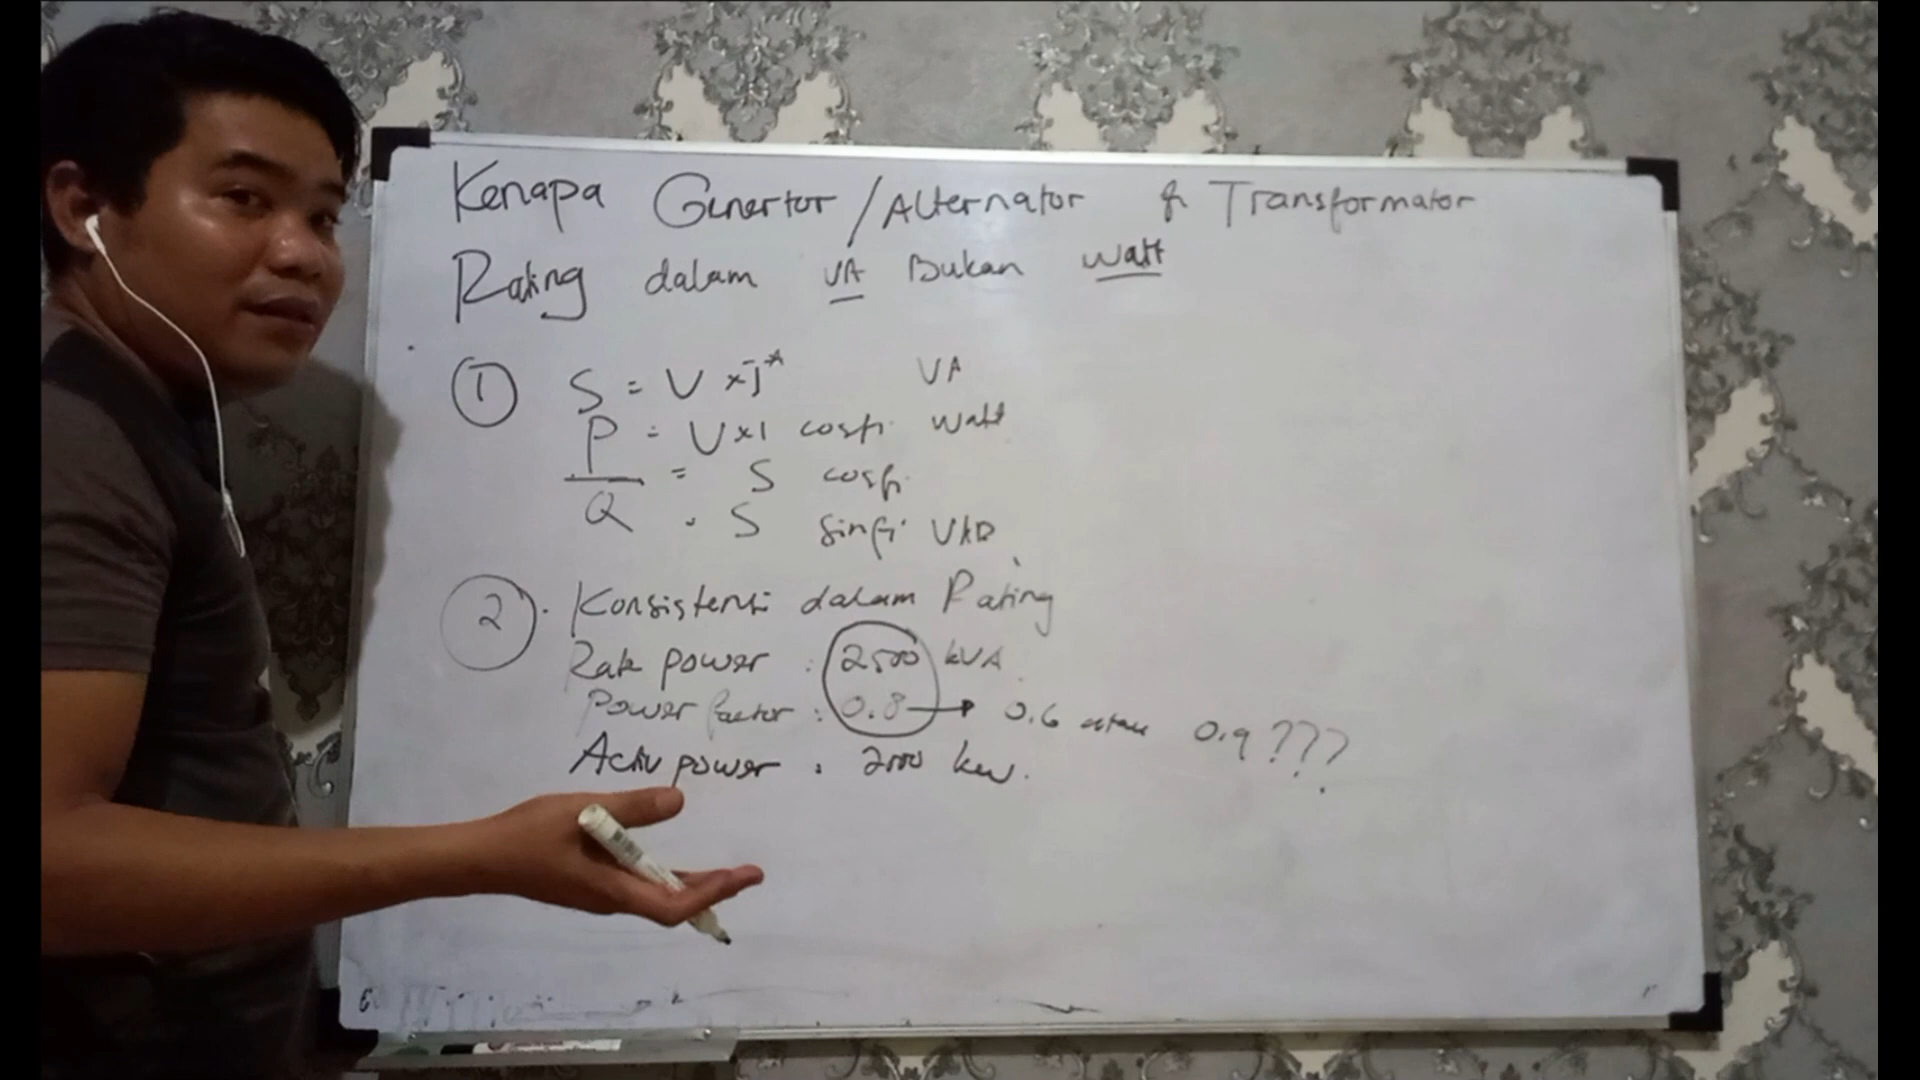 Kenapa Genertor / Alternator & Transformator
Rating dalam VA Bukan Watt
① S = V x I* VA
P = V x I cosfi Watt
= S cosfi
Q = S sinfi VAR
2. Konsistensi dalam Rating
Rate power : 2500 kVA
Power factor : 0.8 → 0.6 atau 0.9 ???
Activ power : 2000 kw.